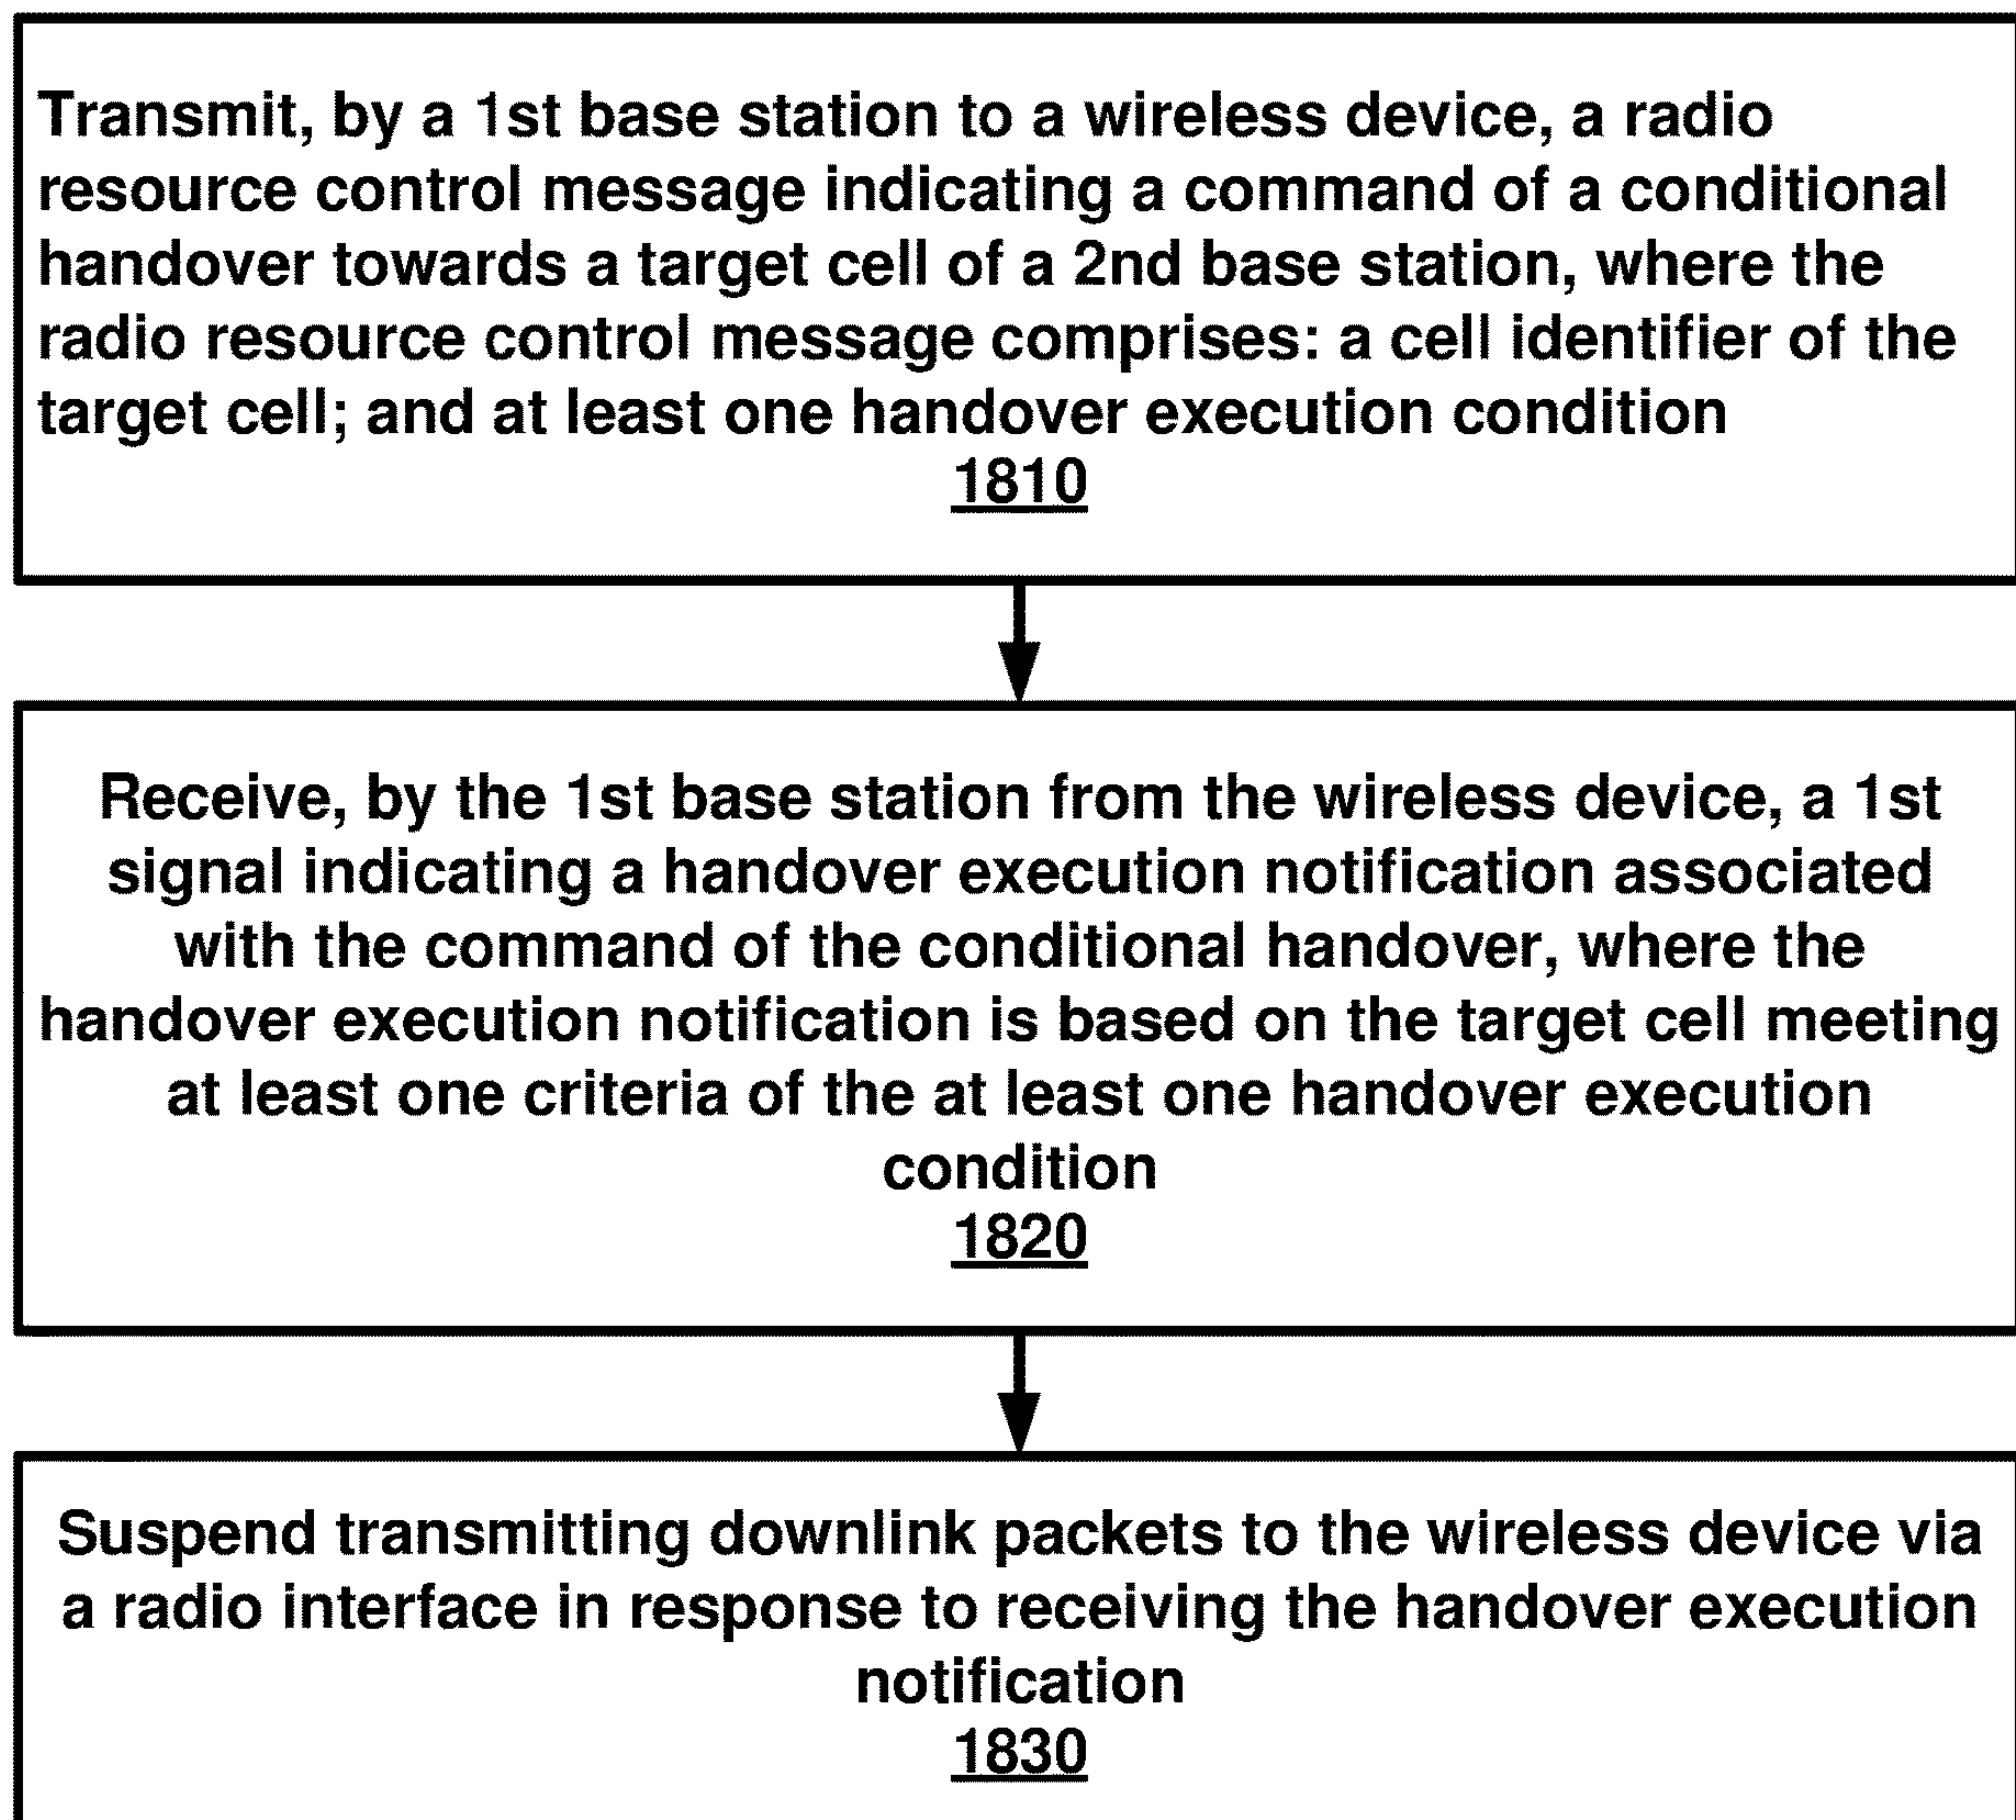 Transmit, by a 1st base station to a wireless device, a radio
resource control message indicating a command of a conditional
handover towards a target cell of a 2nd base station, where the
radio resource control message comprises: a cell identifier of the
target cell; and at least one handover execution condition
1810
Receive, by the 1st base station from the wireless device, a 1st
signal indicating a handover execution notification associated
with the command of the conditional handover, where the
handover execution notification is based on the target cell meeting
at least one criteria of the at least one handover execution
condition
1820
Suspend transmitting downlink packets to the wireless device via
a radio interface in response to receiving the handover execution
notification
1830